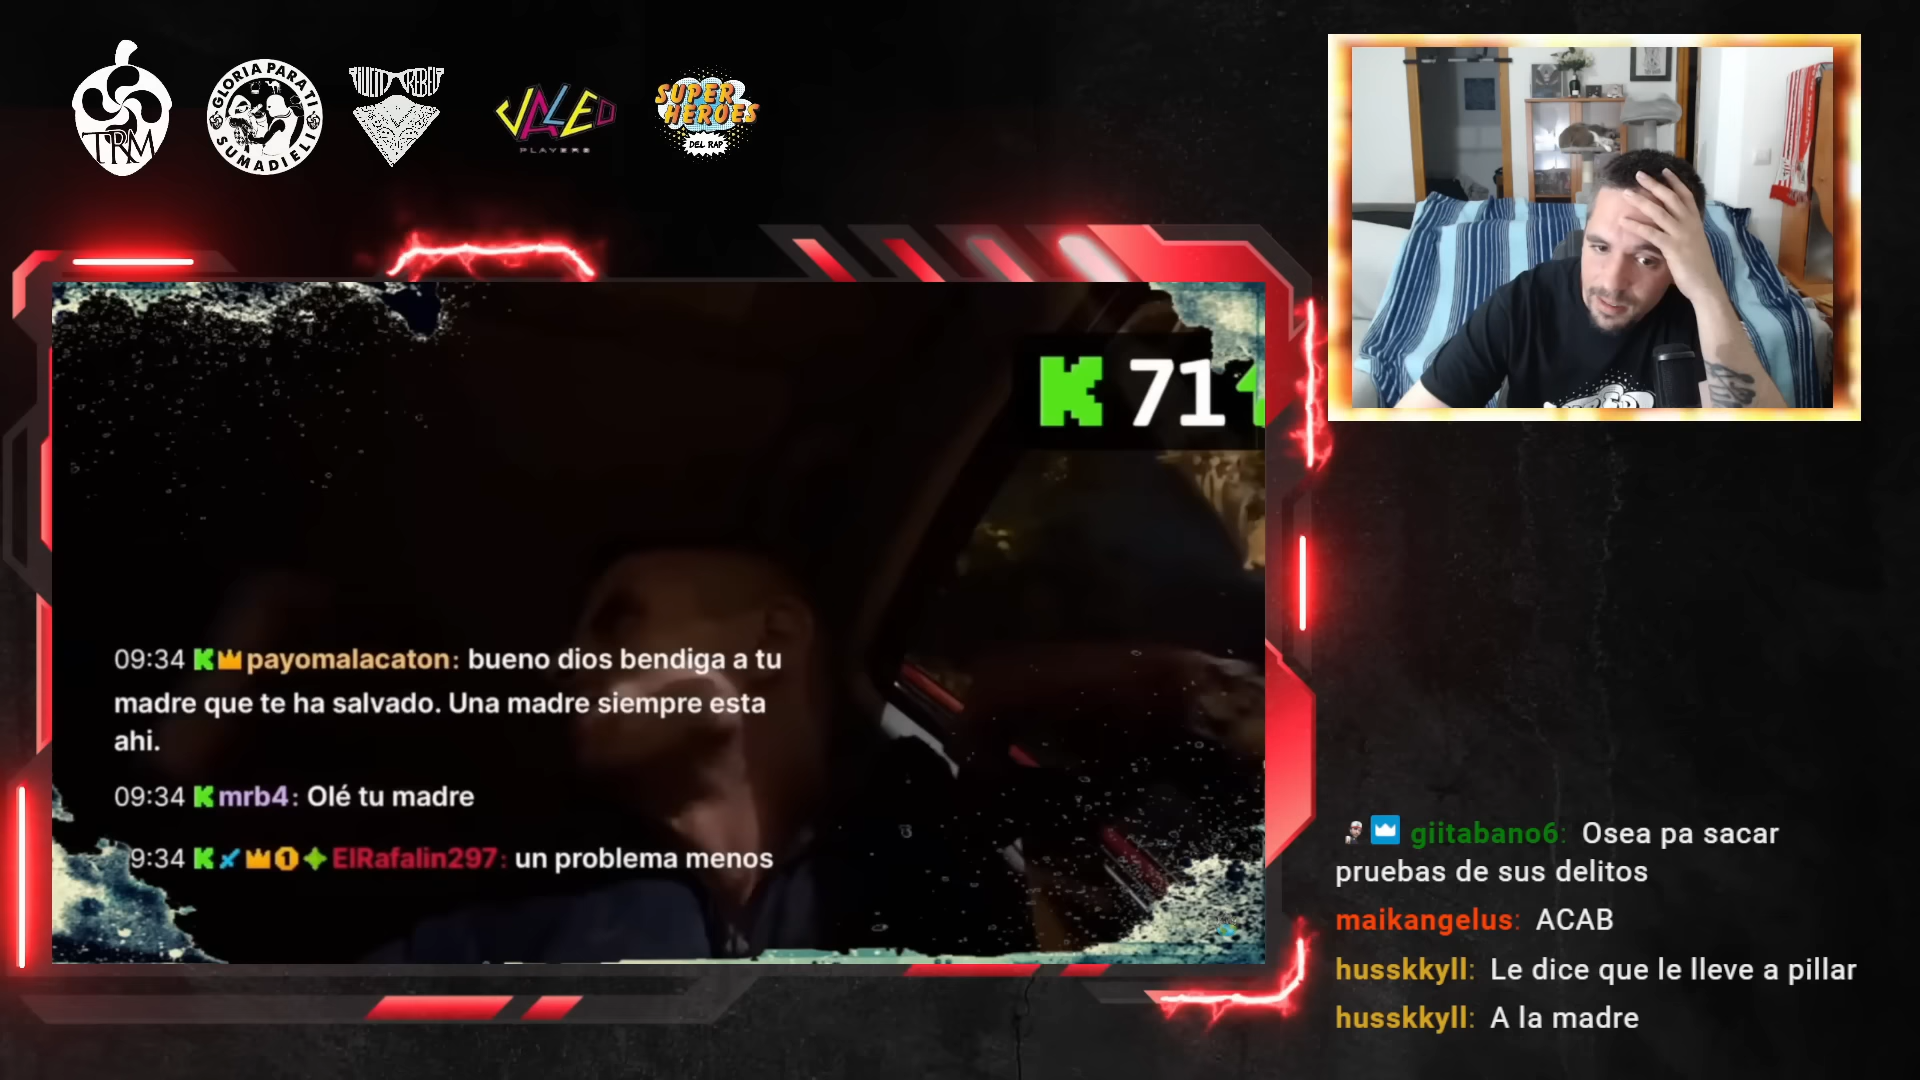 TRM
GLORIA PARA TI
SUMADIELI
REBEL
VALEO
PLAYERS
SUPER
HEROES
DEL RAP
K 71
09:34 payomalacaton: bueno dios bendiga a tu
madre que te ha salvado. Una madre siempre esta
ahi.
09:34 mrb4: Olé tu madre
9:34 ElRafalin297: un problema menos
giitabano6: Osea pa sacar
pruebas de sus delitos
maikangelus: ACAB
husskkyll: Le dice que le lleve a pillar
husskkyll: A la madre